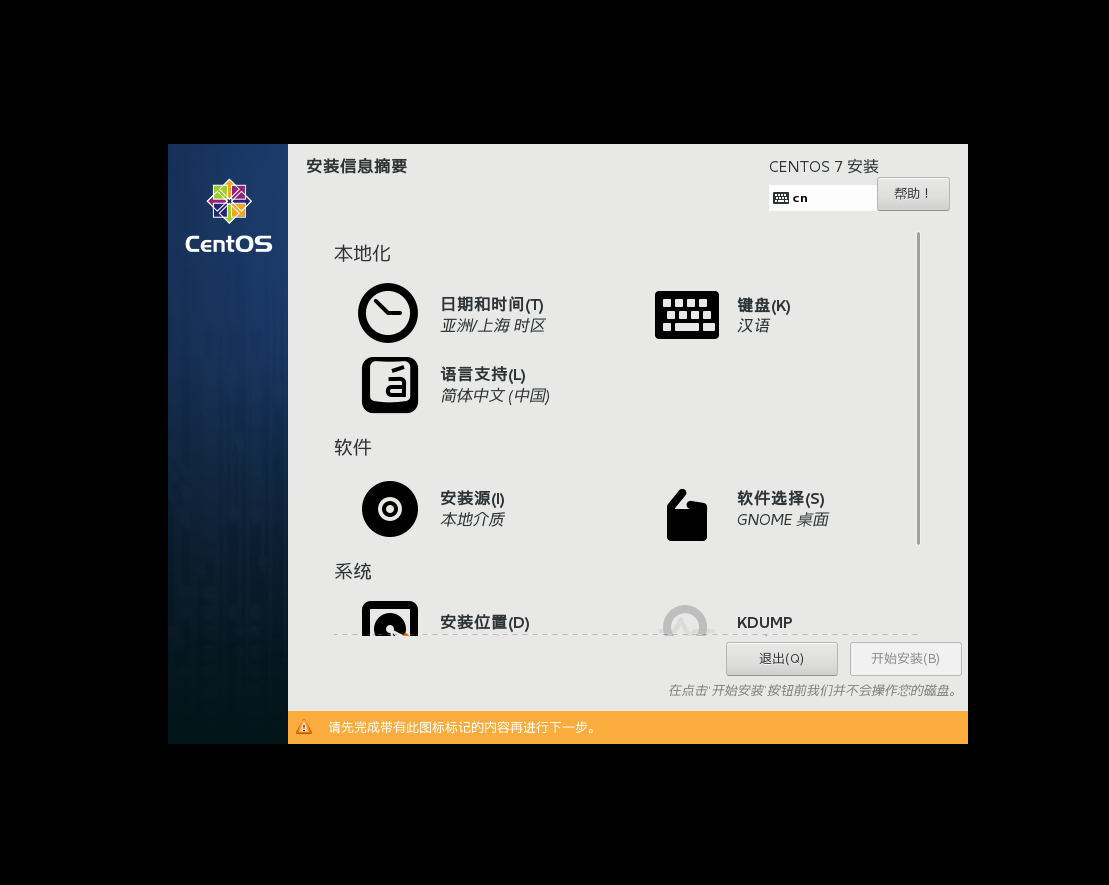 安装信息摘要
CENTOS 7 安装
cn
帮助！
CentOS
本地化
日期和时间(T)
亚洲/上海 时区
键盘(K)
汉语
语言支持(L)
简体中文 (中国)
软件
安装源(I)
本地介质
软件选择(S)
GNOME 桌面
系统
安装位置(D)
KDUMP
退出(Q)
开始安装(B)
在点击'开始安装'按钮前我们并不会操作您的磁盘。
请先完成带有此图标标记的内容再进行下一步。